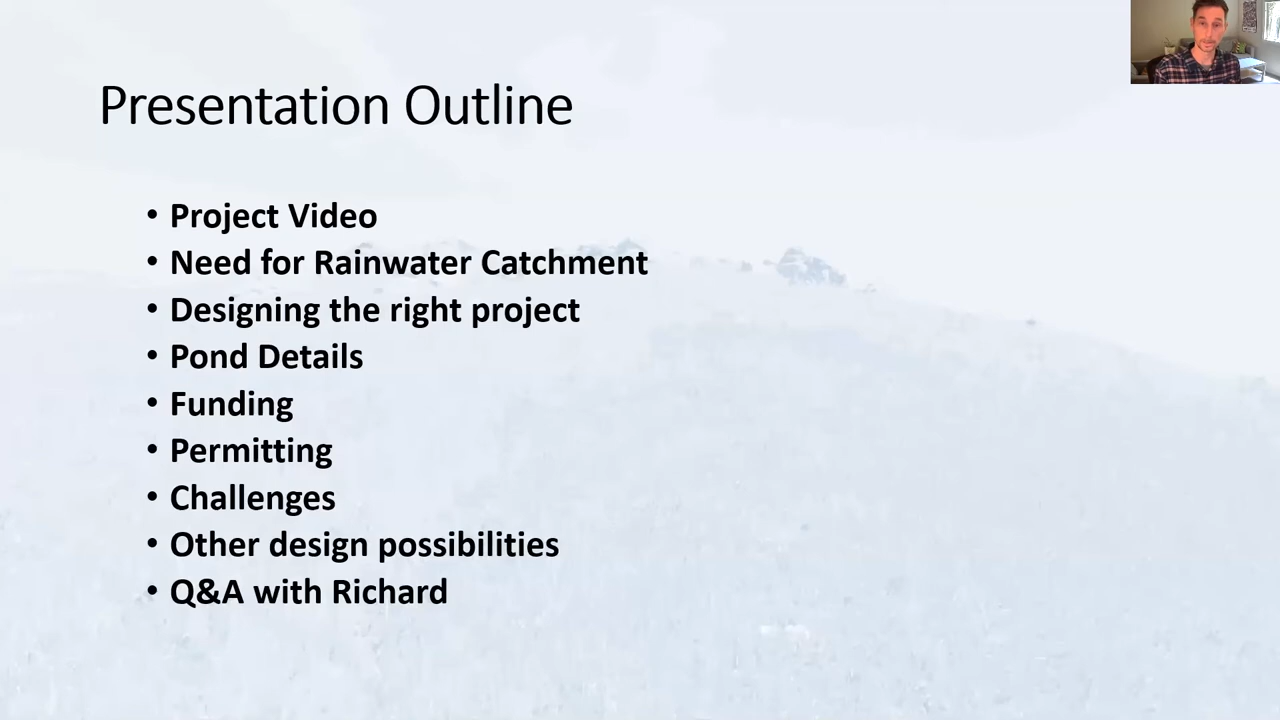 Presentation Outline
• Project Video
• Need for Rainwater Catchment
• Designing the right project
• Pond Details
• Funding
• Permitting
• Challenges
• Other design possibilities
• Q&A with Richard